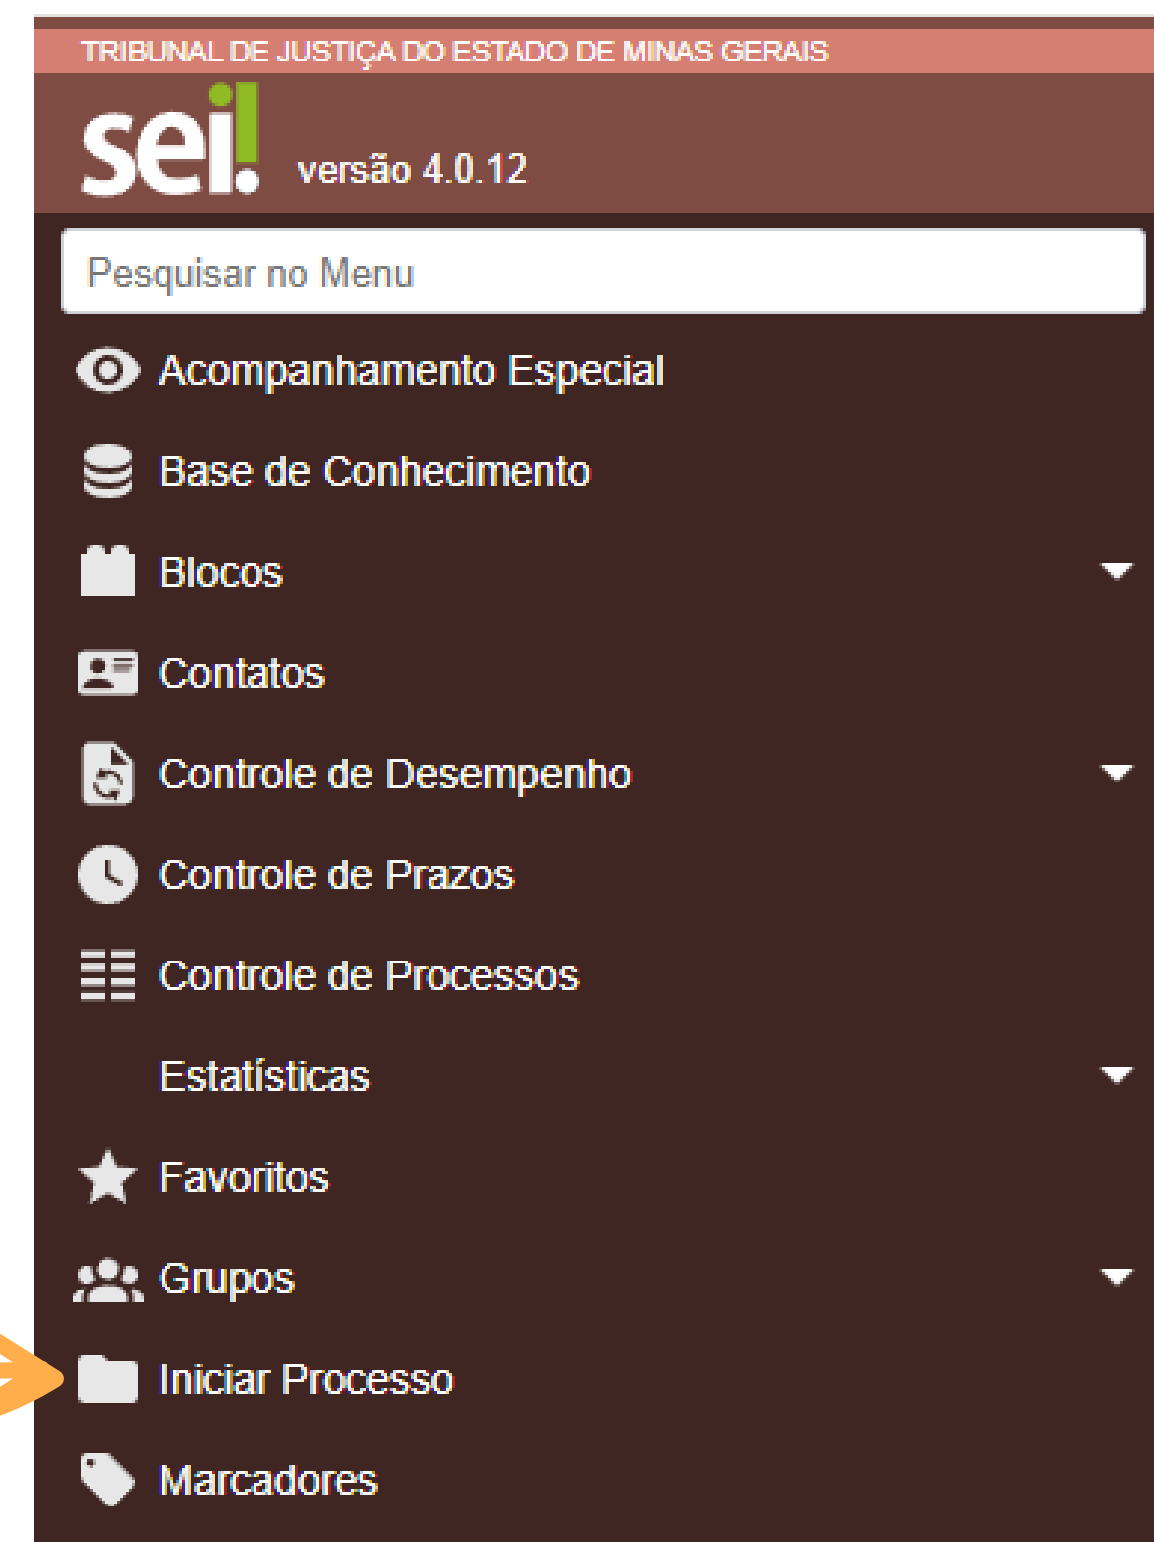 TRIBUNAL DE JUSTIÇA DO ESTADO DE MINAS GERAIS
sei! versão 4.0.12
Pesquisar no Menu
Acompanhamento Especial
Base de Conhecimento
Blocos
Contatos
Controle de Desempenho
Controle de Prazos
Controle de Processos
Estatísticas
Favoritos
Grupos
Iniciar Processo
Marcadores